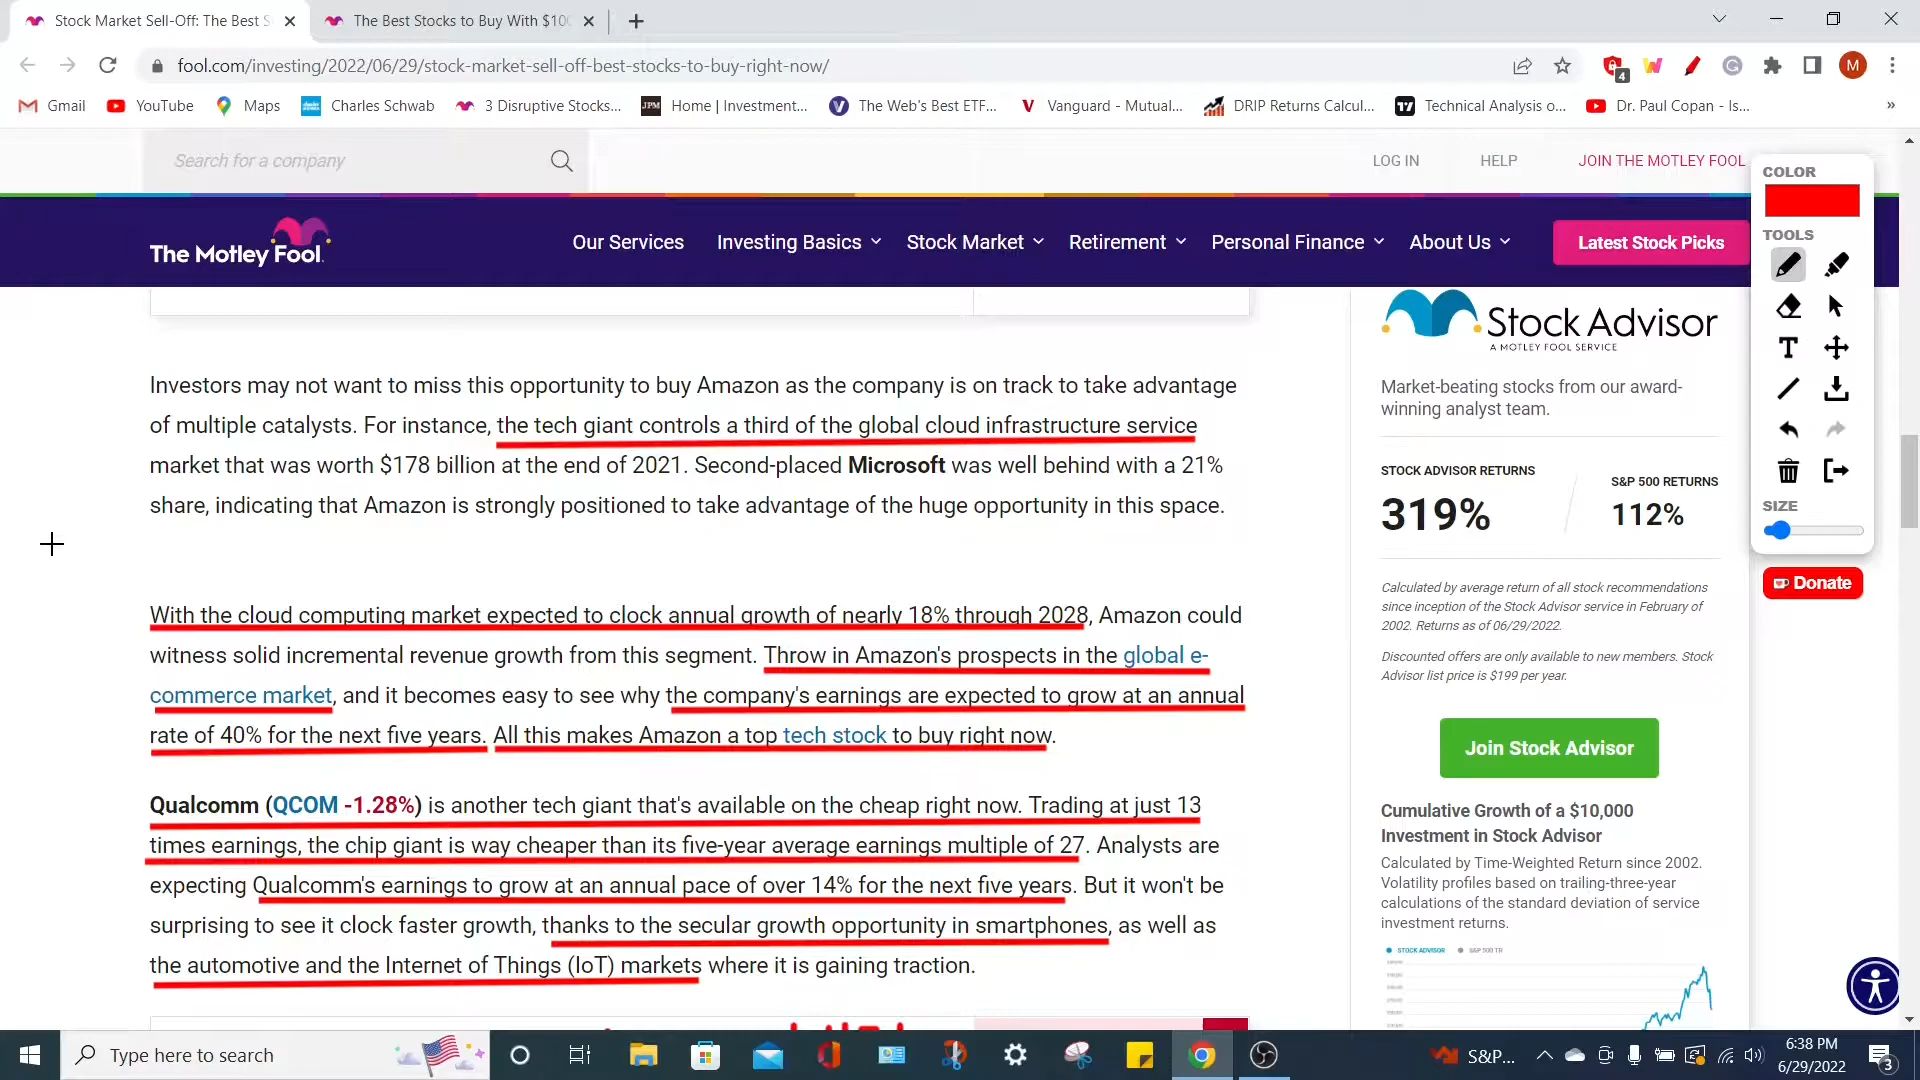 Stock Market Sell-Off: The Best S
The Best Stocks to Buy With $100
fool.com/investing/2022/06/29/stock-market-sell-off-best-stocks-to-buy-right-now/
4
M
Gmail
YouTube
Maps
Charles Schwab
3 Disruptive Stocks...
JPM
Home | Investment...
The Web's Best ETF...
Vanguard - Mutual...
DRIP Returns Calcul...
Technical Analysis o...
Dr. Paul Copan - Is...
»
Search for a company
LOG IN
HELP
JOIN THE MOTLEY FOOL
The Motley Fool.
Our Services
Investing Basics
Stock Market
Retirement
Personal Finance
About Us
Latest Stock Picks
COLOR
TOOLS
T
SIZE
Donate
Investors may not want to miss this opportunity to buy Amazon as the company is on track to take advantage
of multiple catalysts. For instance, the tech giant controls a third of the global cloud infrastructure service
market that was worth $178 billion at the end of 2021. Second-placed Microsoft was well behind with a 21%
share, indicating that Amazon is strongly positioned to take advantage of the huge opportunity in this space.
With the cloud computing market expected to clock annual growth of nearly 18% through 2028, Amazon could
witness solid incremental revenue growth from this segment. Throw in Amazon's prospects in the global e-
commerce market, and it becomes easy to see why the company's earnings are expected to grow at an annual
rate of 40% for the next five years. All this makes Amazon a top tech stock to buy right now.
Qualcomm (QCOM -1.28%) is another tech giant that's available on the cheap right now. Trading at just 13
times earnings, the chip giant is way cheaper than its five-year average earnings multiple of 27. Analysts are
expecting Qualcomm's earnings to grow at an annual pace of over 14% for the next five years. But it won't be
surprising to see it clock faster growth, thanks to the secular growth opportunity in smartphones, as well as
the automotive and the Internet of Things (IoT) markets where it is gaining traction.
Stock Advisor
A MOTLEY FOOL SERVICE
Market-beating stocks from our award-
winning analyst team.
STOCK ADVISOR RETURNS
319%
S&P 500 RETURNS
112%
Calculated by average return of all stock recommendations
since inception of the Stock Advisor service in February of
2002. Returns as of 06/29/2022.
Discounted offers are only available to new members. Stock
Advisor list price is $199 per year.
Join Stock Advisor
Cumulative Growth of a $10,000
Investment in Stock Advisor
Calculated by Time-Weighted Return since 2002.
Volatility profiles based on trailing-three-year
calculations of the standard deviation of service
investment returns.
STOCK ADVISOR
S&P 500 TR
Type here to search
S&P...
6:38 PM
6/29/2022
3